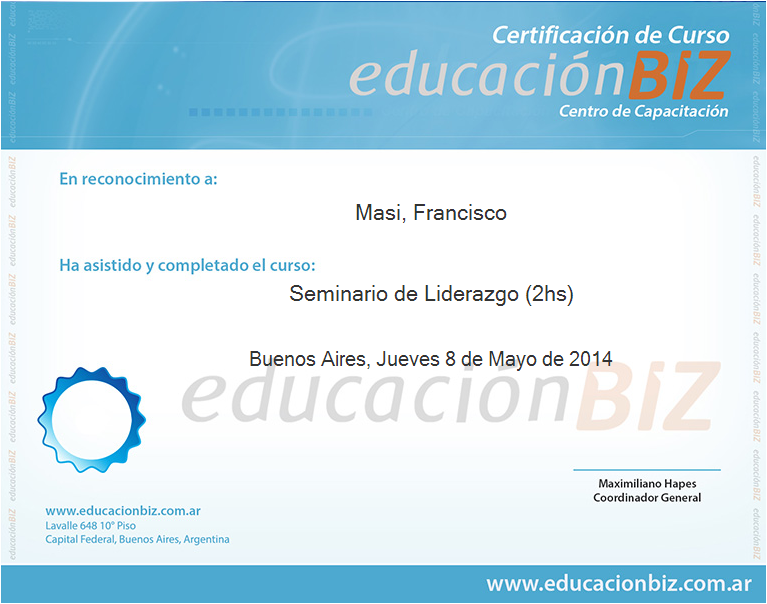 Certificación de Curso
educaciónBIZ
Centro de Capacitación
En reconocimiento a:
Masi, Francisco
Ha asistido y completado el curso:
Seminario de Liderazgo (2hs)
Buenos Aires, Jueves 8 de Mayo de 2014
educaciónBIZ
Maximiliano Hapes
Coordinador General
www.educacionbiz.com.ar
Lavalle 648 10° Piso
Capital Federal, Buenos Aires, Argentina
www.educacionbiz.com.ar